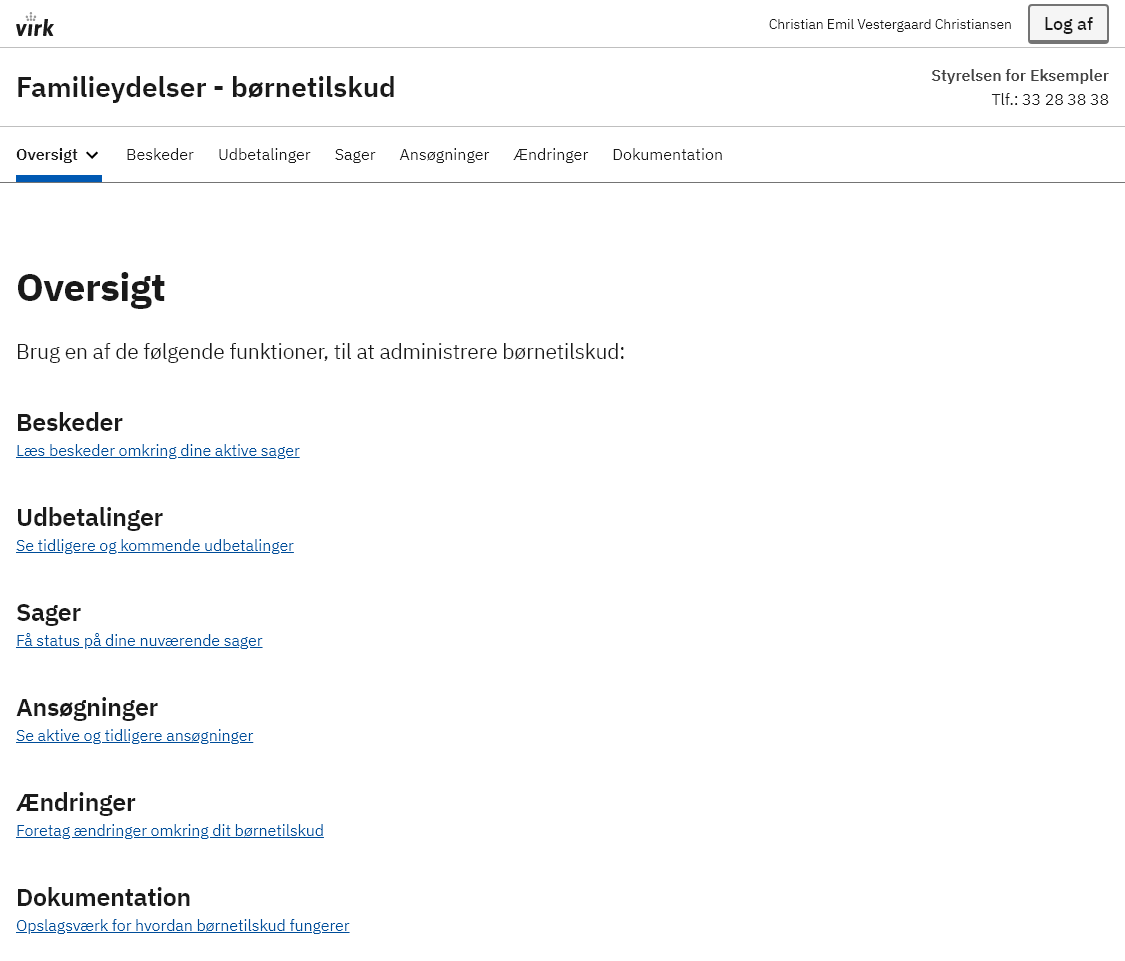 virk
Christian Emil Vestergaard Christiansen
Log af
Familieydelser - børnetilskud
Styrelsen for Eksempler
Tlf.: 33 28 38 38
Oversigt Beskeder Udbetalinger Sager Ansøgninger Ændringer Dokumentation
Oversigt
Brug en af de følgende funktioner, til at administrere børnetilskud:
Beskeder
Læs beskeder omkring dine aktive sager
Udbetalinger
Se tidligere og kommende udbetalinger
Sager
Få status på dine nuværende sager
Ansøgninger
Se aktive og tidligere ansøgninger
Ændringer
Foretag ændringer omkring dit børnetilskud
Dokumentation
Opslagsværk for hvordan børnetilskud fungerer